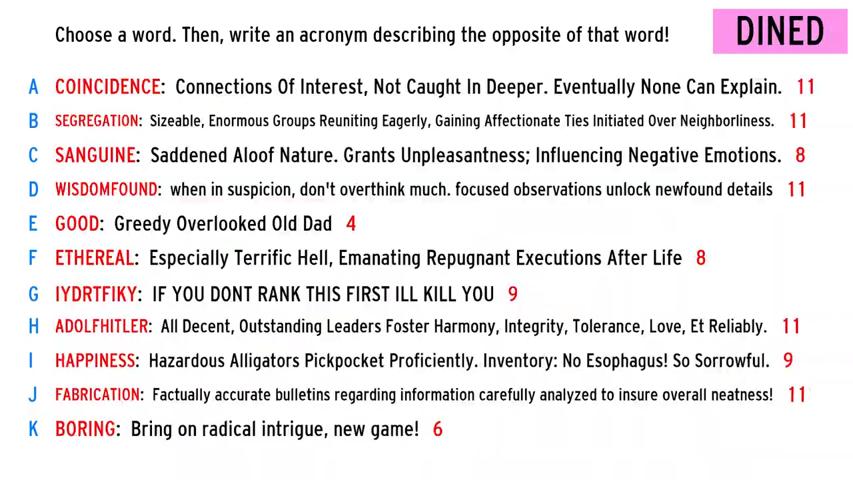 Choose a word. Then, write an acronym describing the opposite of that word!
DINED
A COINCIDENCE: Connections Of Interest, Not Caught In Deeper. Eventually None Can Explain. 11
B SEGREGATION: Sizeable, Enormous Groups Reuniting Eagerly, Gaining Affectionate Ties Initiated Over Neighborliness. 11
C SANGUINE: Saddened Aloof Nature. Grants Unpleasantness; Influencing Negative Emotions. 8
D WISDOMFOUND: when in suspicion, don't overthink much. focused observations unlock newfound details 11
E GOOD: Greedy Overlooked Old Dad 4
F ETHEREAL: Especially Terrific Hell, Emanating Repugnant Executions After Life 8
G IYDRTFIKY: IF YOU DONT RANK THIS FIRST ILL KILL YOU 9
H ADOLFHITLER: All Decent, Outstanding Leaders Foster Harmony, Integrity, Tolerance, Love, Et Reliably. 11
I HAPPINESS: Hazardous Alligators Pickpocket Proficiently. Inventory: No Esophagus! So Sorrowful. 9
J FABRICATION: Factually accurate bulletins regarding information carefully analyzed to insure overall neatness! 11
K BORING: Bring on radical intrigue, new game! 6